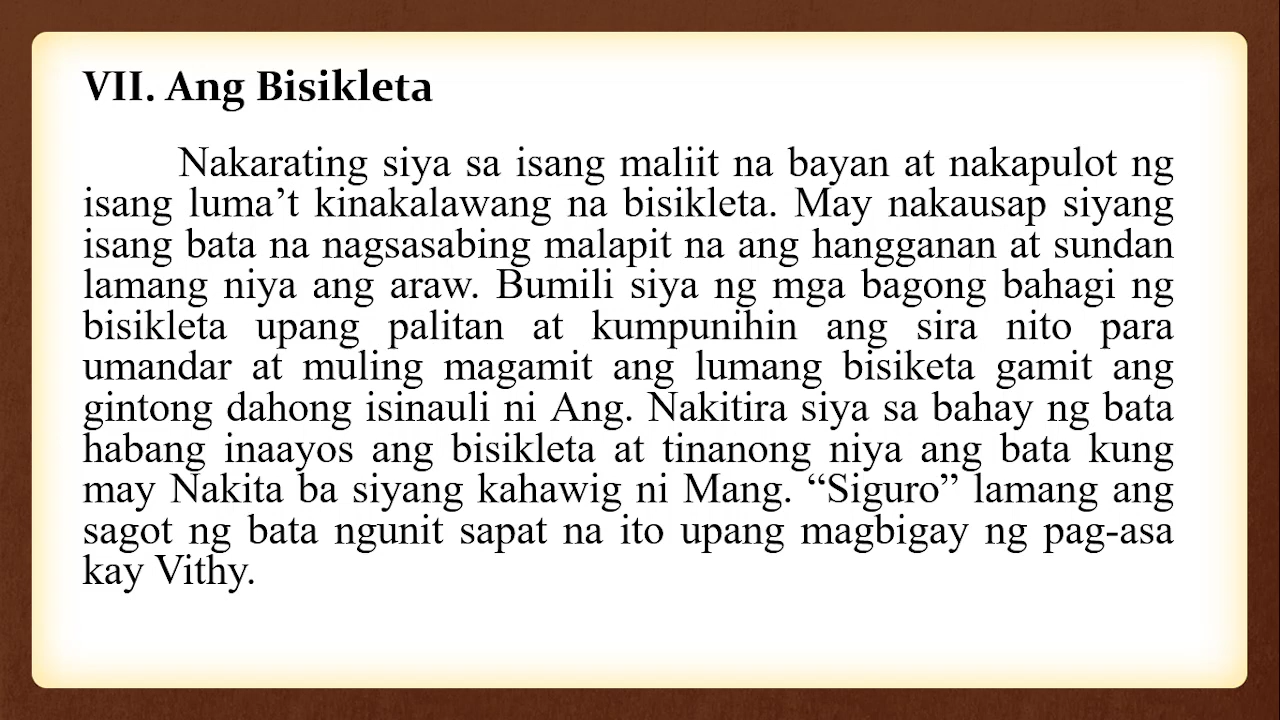 VII. Ang Bisikleta
Nakarating siya sa isang maliit na bayan at nakapulot ng
isang luma’t kinakalawang na bisikleta. May nakausap siyang
isang bata na nagsasabing malapit na ang hangganan at sundan
lamang niya ang araw. Bumili siya ng mga bagong bahagi ng
bisikleta upang palitan at kumpunihin ang sira nito para
umandar at muling magamit ang lumang bisiketa gamit ang
gintong dahong isinauli ni Ang. Nakitira siya sa bahay ng bata
habang inaayos ang bisikleta at tinanong niya ang bata kung
may Nakita ba siyang kahawig ni Mang. “Siguro” lamang ang
sagot ng bata ngunit sapat na ito upang magbigay ng pag-asa
kay Vithy.